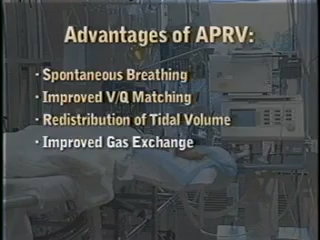 Advantages of APRV:
· Spontaneous Breathing
· Improved V/Q Matching
· Redistribution of Tidal Volume
· Improved Gas Exchange